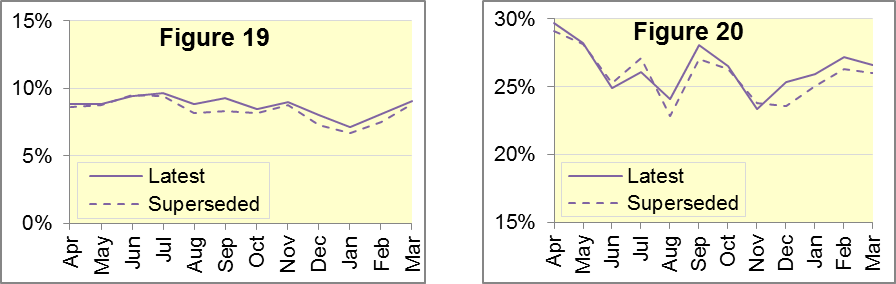 Figure 19
15%
10%
5%
0%
Latest
Superseded
Apr
May
Jun
Jul
Aug
Sep
Oct
Nov
Dec
Jan
Feb
Mar
Figure 20
30%
25%
20%
15%
Latest
Superseded
Apr
May
Jun
Jul
Aug
Sep
Oct
Nov
Dec
Jan
Feb
Mar